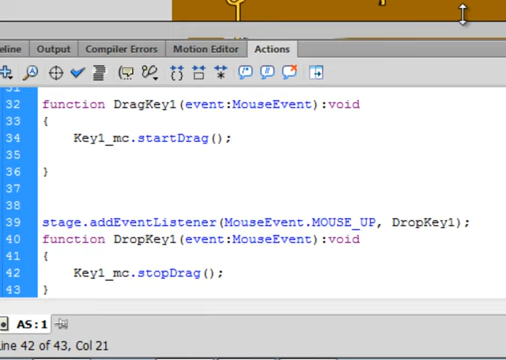 eline Output Compiler Errors Motion Editor Actions
31
32 function DragKey1(event:MouseEvent):void
33 {
34 Key1_mc.startDrag();
35
36 }
37
38
39 stage.addEventListener(MouseEvent.MOUSE_UP, DropKey1);
40 function DropKey1(event:MouseEvent):void
41 {
42 Key1_mc.stopDrag();
43 }
AS:1
Line 42 of 43, Col 21